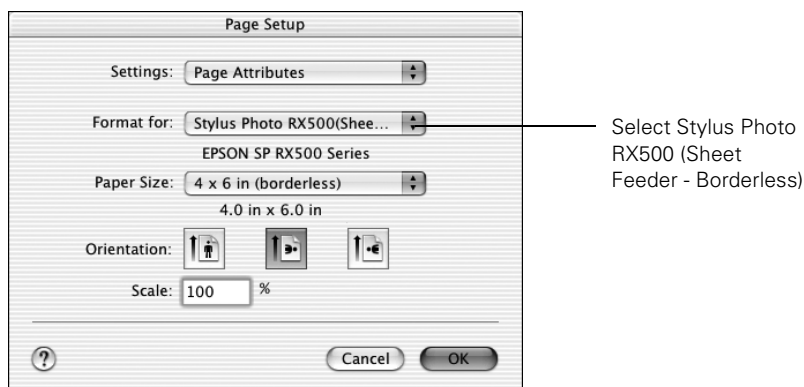 Page Setup
Settings: Page Attributes
Format for: Stylus Photo RX500(Shee...
EPSON SP RX500 Series
Paper Size: 4 x 6 in (borderless)
4.0 in x 6.0 in
Orientation:
Scale: 100 %
? Cancel OK
Select Stylus Photo
RX500 (Sheet
Feeder - Borderless)